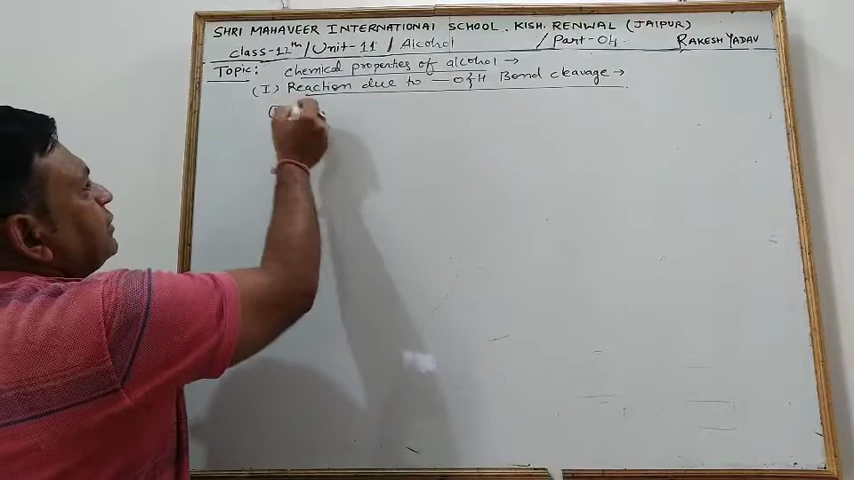 SHRI MAHAVEER INTERNATIONAL SCHOOL . KISH. RENWAL (JAIPUR)
Class-12th / Unit-11 / Alcohol / Part-04 RAKESH YADAV
Topic: chemical properties of alcohol →
(I) Reaction due to —O⫞H Bond cleavage →